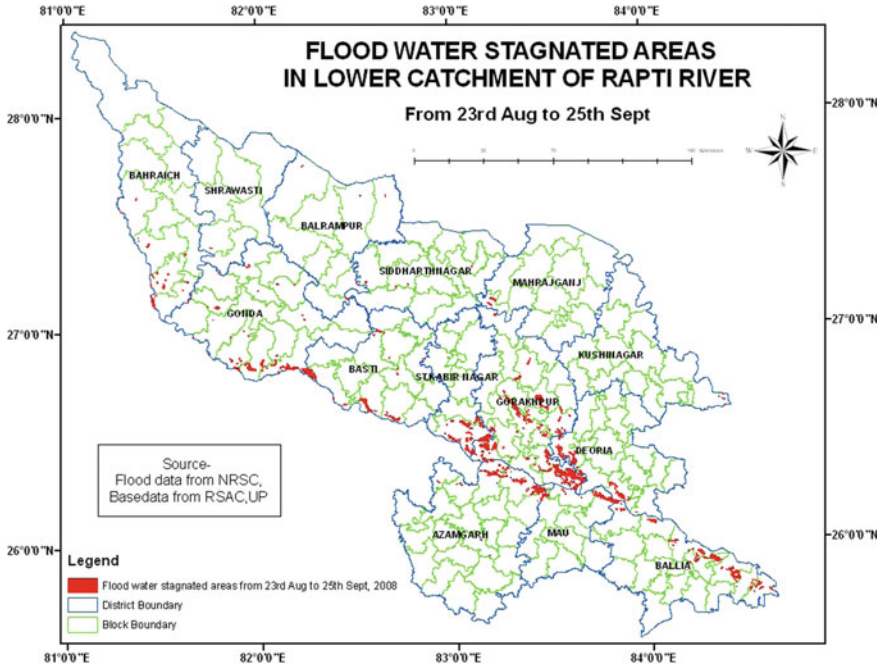 81°0'0"E 82°0'0"E 83°0'0"E 84°0'0"E
FLOOD WATER STAGNATED AREAS
IN LOWER CATCHMENT OF RAPTI RIVER
From 23rd Aug to 25th Sept
N
W E
S
28°0'0"N 28°0'0"N
BAHRAICH
SHRAWASTI
BALRAMPUR
SIDDHARTHNAGAR
MAHRAJGANJ
GONDA
27°0'0"N 27°0'0"N
KUSHINAGAR
BASTI
ST.KABIR NAGAR
GORAKHPUR
DEORIA
Source-
Flood data from NRSC,
Basedata from RSAC,UP
AZAMGARH
MAU
26°0'0"N 26°0'0"N
BALLIA
Legend
Flood water stagnated areas from 23rd Aug to 25th Sept, 2008
District Boundary
Block Boundary
81°0'0"E 82°0'0"E 83°0'0"E 84°0'0"E